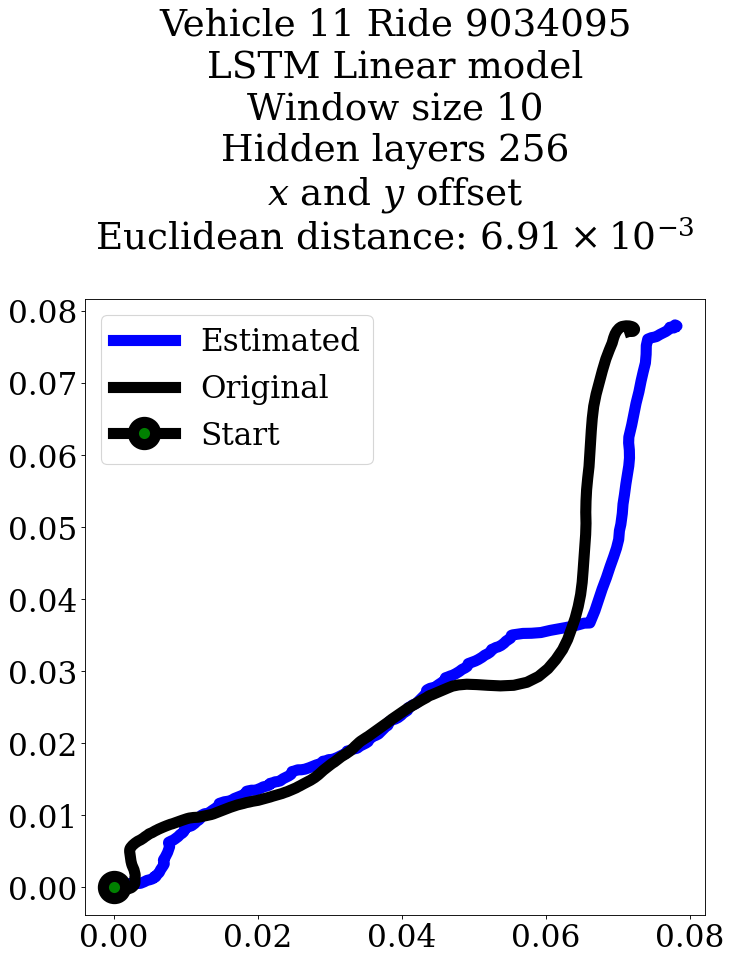 Vehicle 11 Ride 9034095
LSTM Linear model
Window size 10
Hidden layers 256
x and y offset
Euclidean distance: 6.91 × 10⁻³
0.08
0.07
0.06
0.05
0.04
0.03
0.02
0.01
0.00
Estimated
Original
Start
0.00 0.02 0.04 0.06 0.08